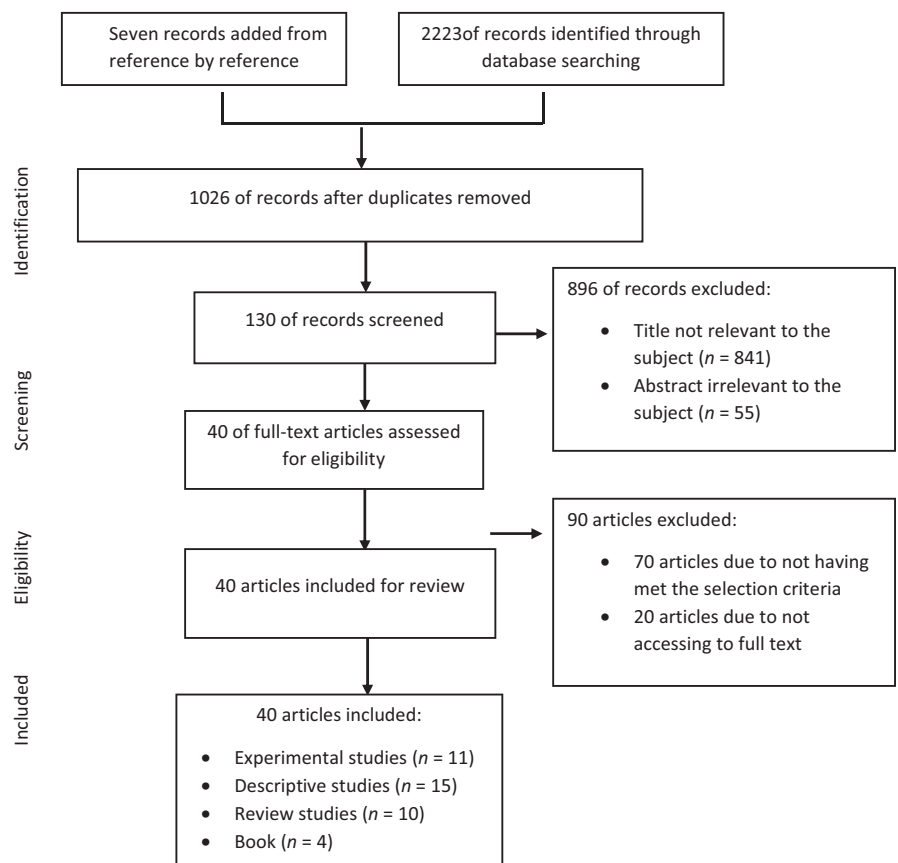 Seven records added from
reference by reference
2223of records identified through
database searching
Identification
1026 of records after duplicates removed
130 of records screened
896 of records excluded:
• Title not relevant to the
subject (n = 841)
• Abstract irrelevant to the
subject (n = 55)
Screening
40 of full-text articles assessed
for eligibility
Eligibility
90 articles excluded:
• 70 articles due to not having
met the selection criteria
• 20 articles due to not
accessing to full text
40 articles included for review
Included
40 articles included:
• Experimental studies (n = 11)
• Descriptive studies (n = 15)
• Review studies (n = 10)
• Book (n = 4)